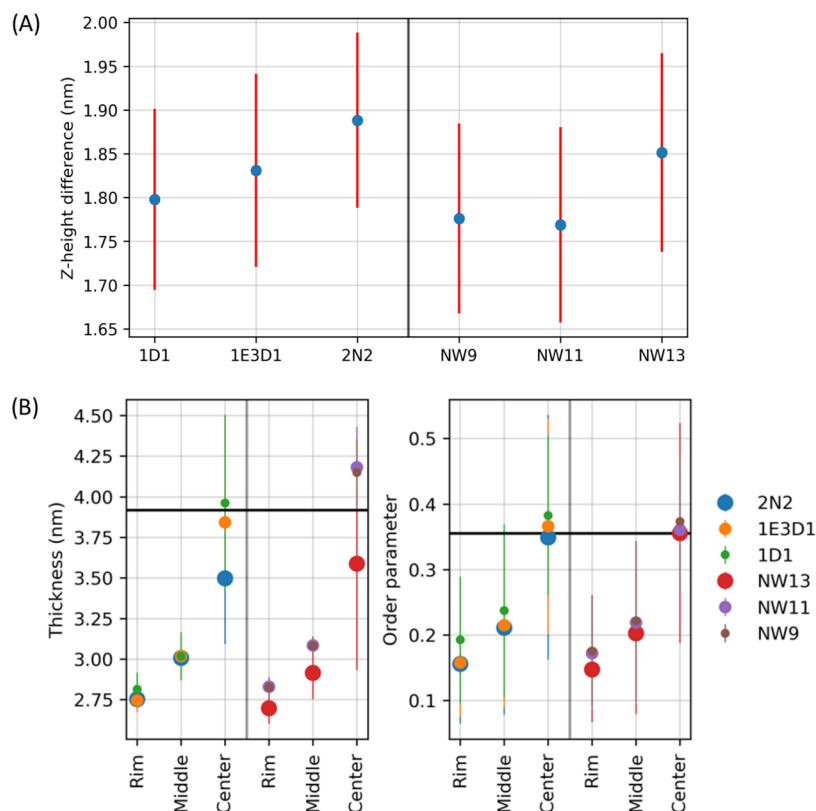 (A)
Z-height difference (nm)
2.00
1.95
1.90
1.85
1.80
1.75
1.70
1.65
1D1 1E3D1 2N2 NW9 NW11 NW13
(B)
Thickness (nm)
4.50
4.25
4.00
3.75
3.50
3.25
3.00
2.75
Rim Middle Center Rim Middle Center
Order parameter
0.5
0.4
0.3
0.2
0.1
Rim Middle Center Rim Middle Center
2N2
1E3D1
1D1
NW13
NW11
NW9